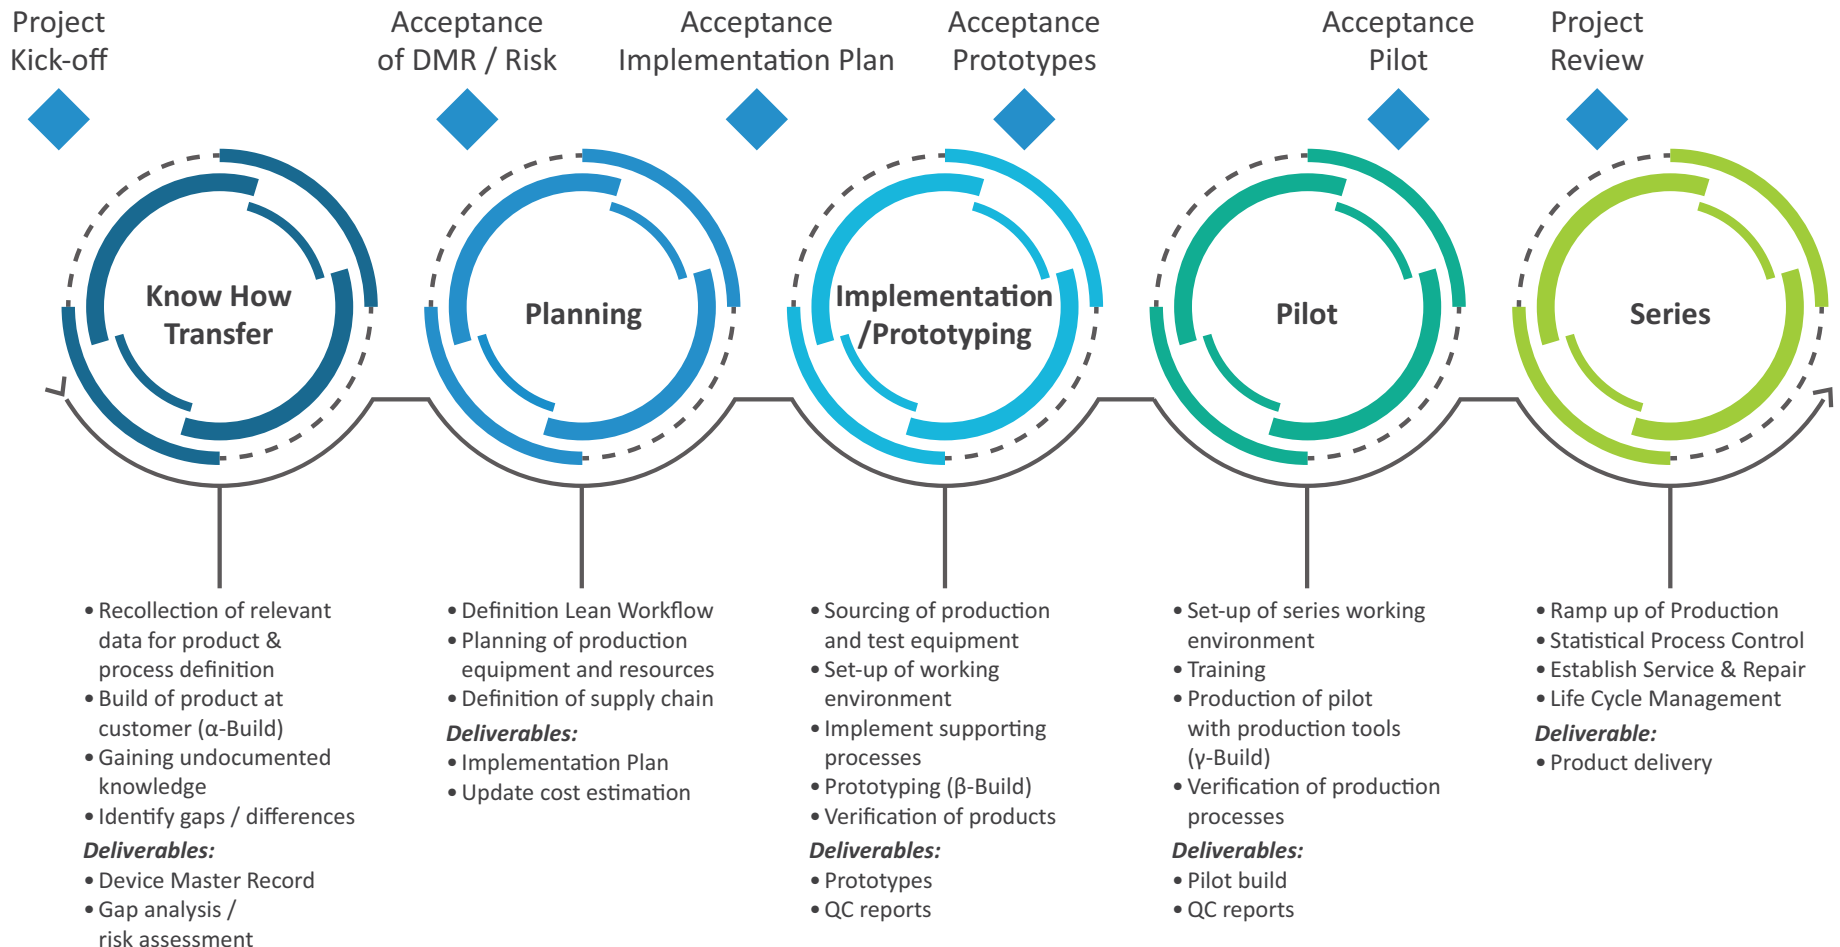 Project
Kick-off
Acceptance
of DMR / Risk
Acceptance
Implementation Plan
Acceptance
Prototypes
Acceptance
Pilot
Project
Review
Know How
Transfer
Planning
Implementation
/Prototyping
Pilot
Series
• Recollection of relevant
data for product &
process definition
• Build of product at
customer (α-Build)
• Gaining undocumented
knowledge
• Identify gaps / differences
Deliverables:
• Device Master Record
• Gap analysis /
risk assessment
• Definition Lean Workflow
• Planning of production
equipment and resources
• Definition of supply chain
Deliverables:
• Implementation Plan
• Update cost estimation
• Sourcing of production
and test equipment
• Set-up of working
environment
• Implement supporting
processes
• Prototyping (β-Build)
• Verification of products
Deliverables:
• Prototypes
• QC reports
• Set-up of series working
environment
• Training
• Production of pilot
with production tools
(γ-Build)
• Verification of production
processes
Deliverables:
• Pilot build
• QC reports
• Ramp up of Production
• Statistical Process Control
• Establish Service & Repair
• Life Cycle Management
Deliverable:
• Product delivery